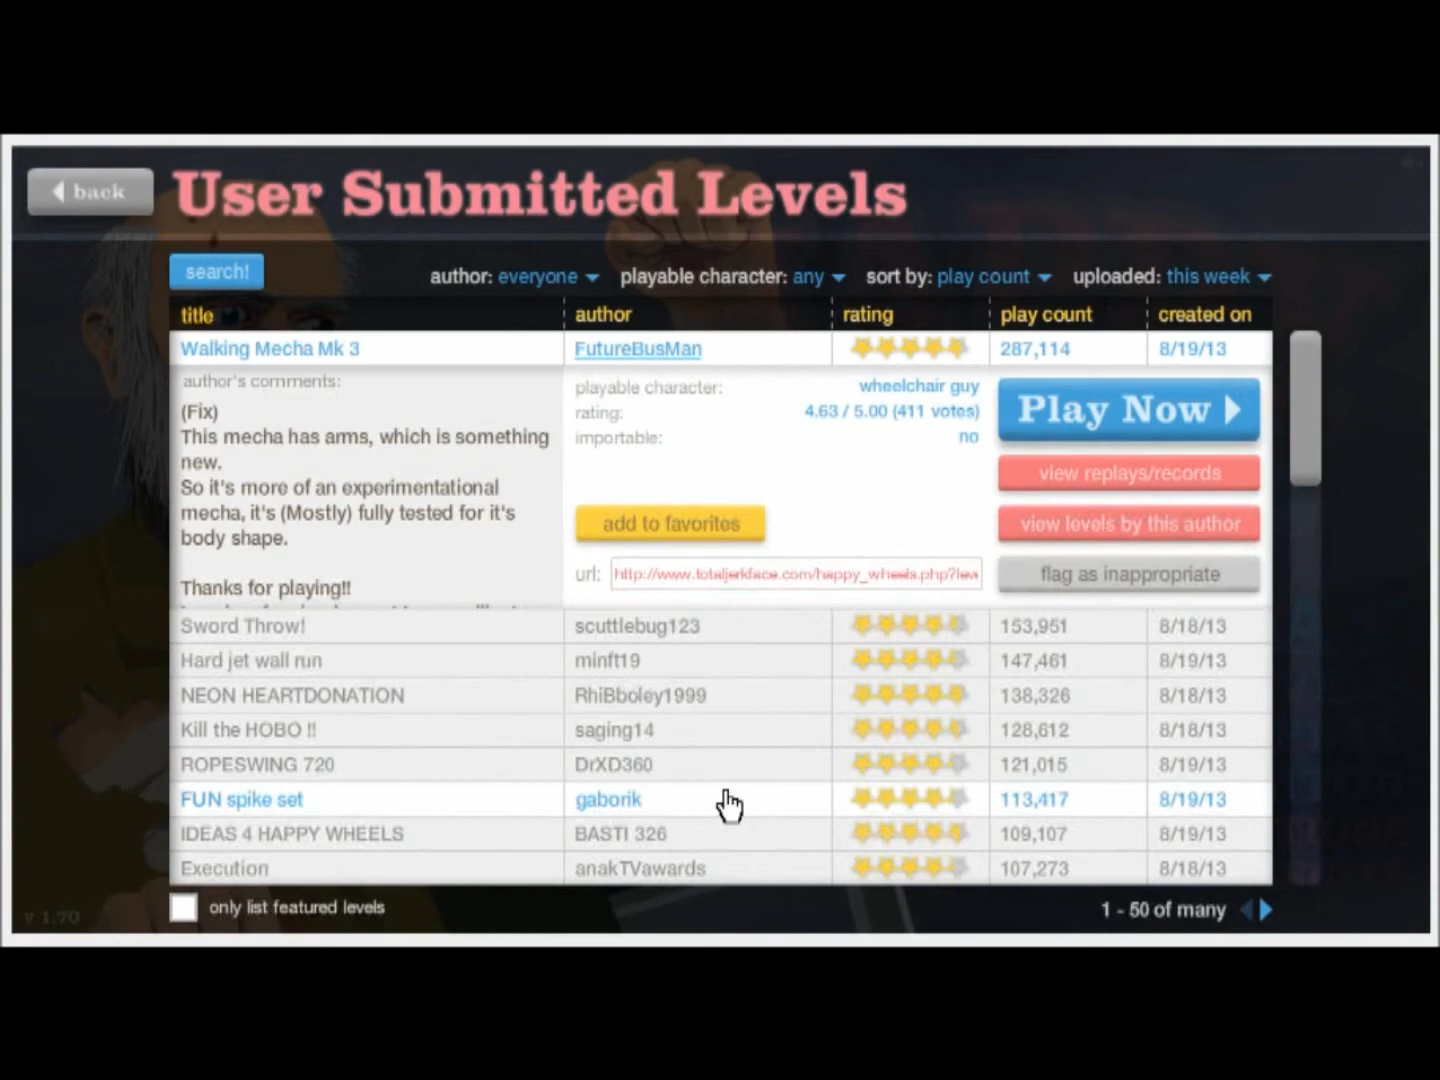 back
User Submitted Levels
search!
author: everyone playable character: any sort by: play count uploaded: this week
title author rating play count created on
Walking Mecha Mk 3 FutureBusMan 287,114 8/19/13
author's comments:
(Fix)
This mecha has arms, which is something
new.
So it's more of an experimentational
mecha, it's (Mostly) fully tested for it's
body shape.
Thanks for playing!!
playable character: wheelchair guy
rating: 4.63 / 5.00 (411 votes)
importable: no
add to favorites
url: http://www.totaljerkface.com/happy_wheels.php?lev
Play Now
view replays/records
view levels by this author
flag as inappropriate
Sword Throw! scuttlebug123 153,951 8/18/13
Hard jet wall run minft19 147,461 8/19/13
NEON HEARTDONATION RhiBboley1999 138,326 8/18/13
Kill the HOBO !! saging14 128,612 8/18/13
ROPESWING 720 DrXD360 121,015 8/19/13
FUN spike set gaborik 113,417 8/19/13
IDEAS 4 HAPPY WHEELS BASTI 326 109,107 8/19/13
Execution anakTVawards 107,273 8/18/13
only list featured levels
1 - 50 of many
v 1.70